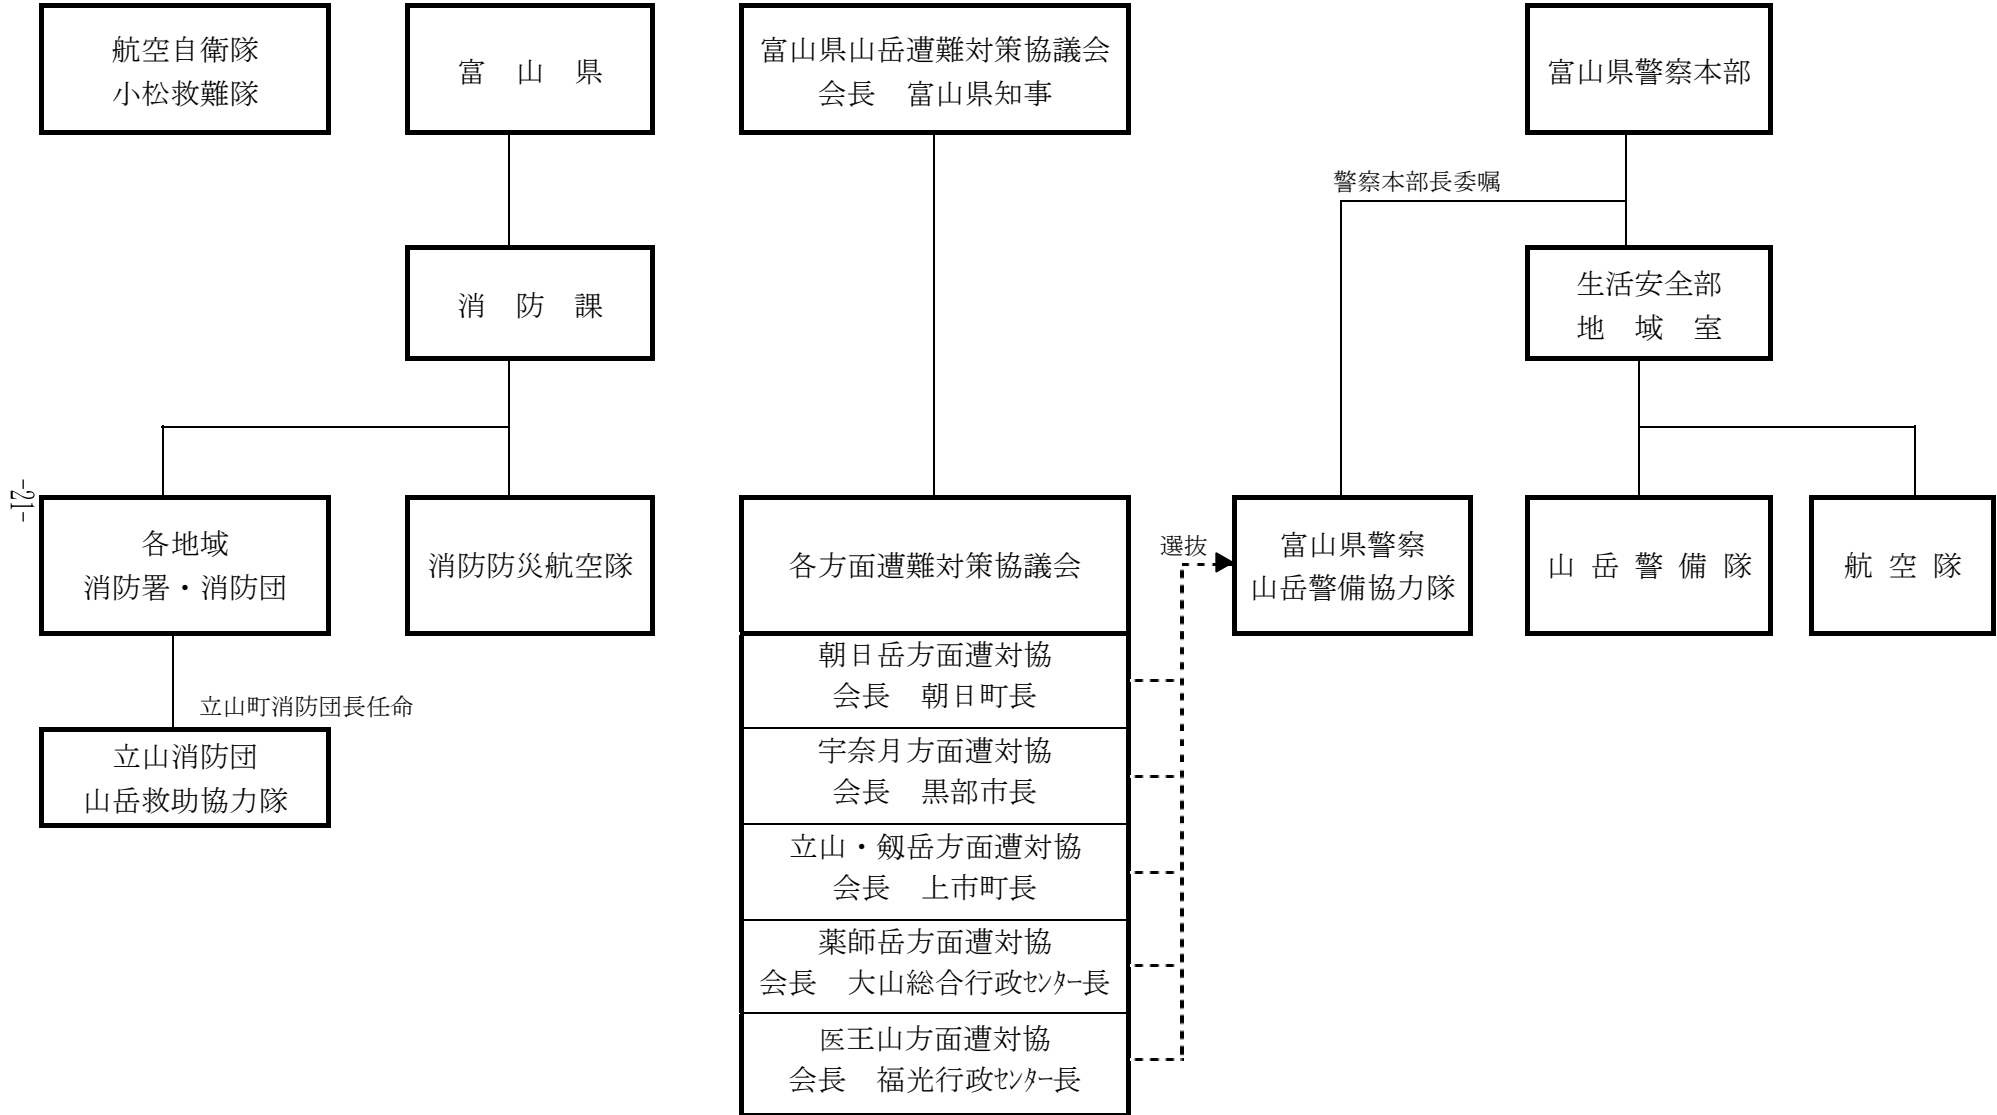 航空自衛隊
小松救難隊
富　山　県
富山県山岳遭難対策協議会
会長　富山県知事
富山県警察本部
警察本部長委嘱
消　防　課
生活安全部
地　域　室
-21-
各地域
消防署・消防団
消防防災航空隊
各方面遭難対策協議会
選抜
富山県警察
山岳警備協力隊
山 岳 警 備 隊
航 空 隊
立山町消防団長任命
立山消防団
山岳救助協力隊
朝日岳方面遭対協
会長　朝日町長
宇奈月方面遭対協
会長　黒部市長
立山・剱岳方面遭対協
会長　上市町長
薬師岳方面遭対協
会長　大山総合行政ｾﾝﾀｰ長
医王山方面遭対協
会長　福光行政ｾﾝﾀｰ長